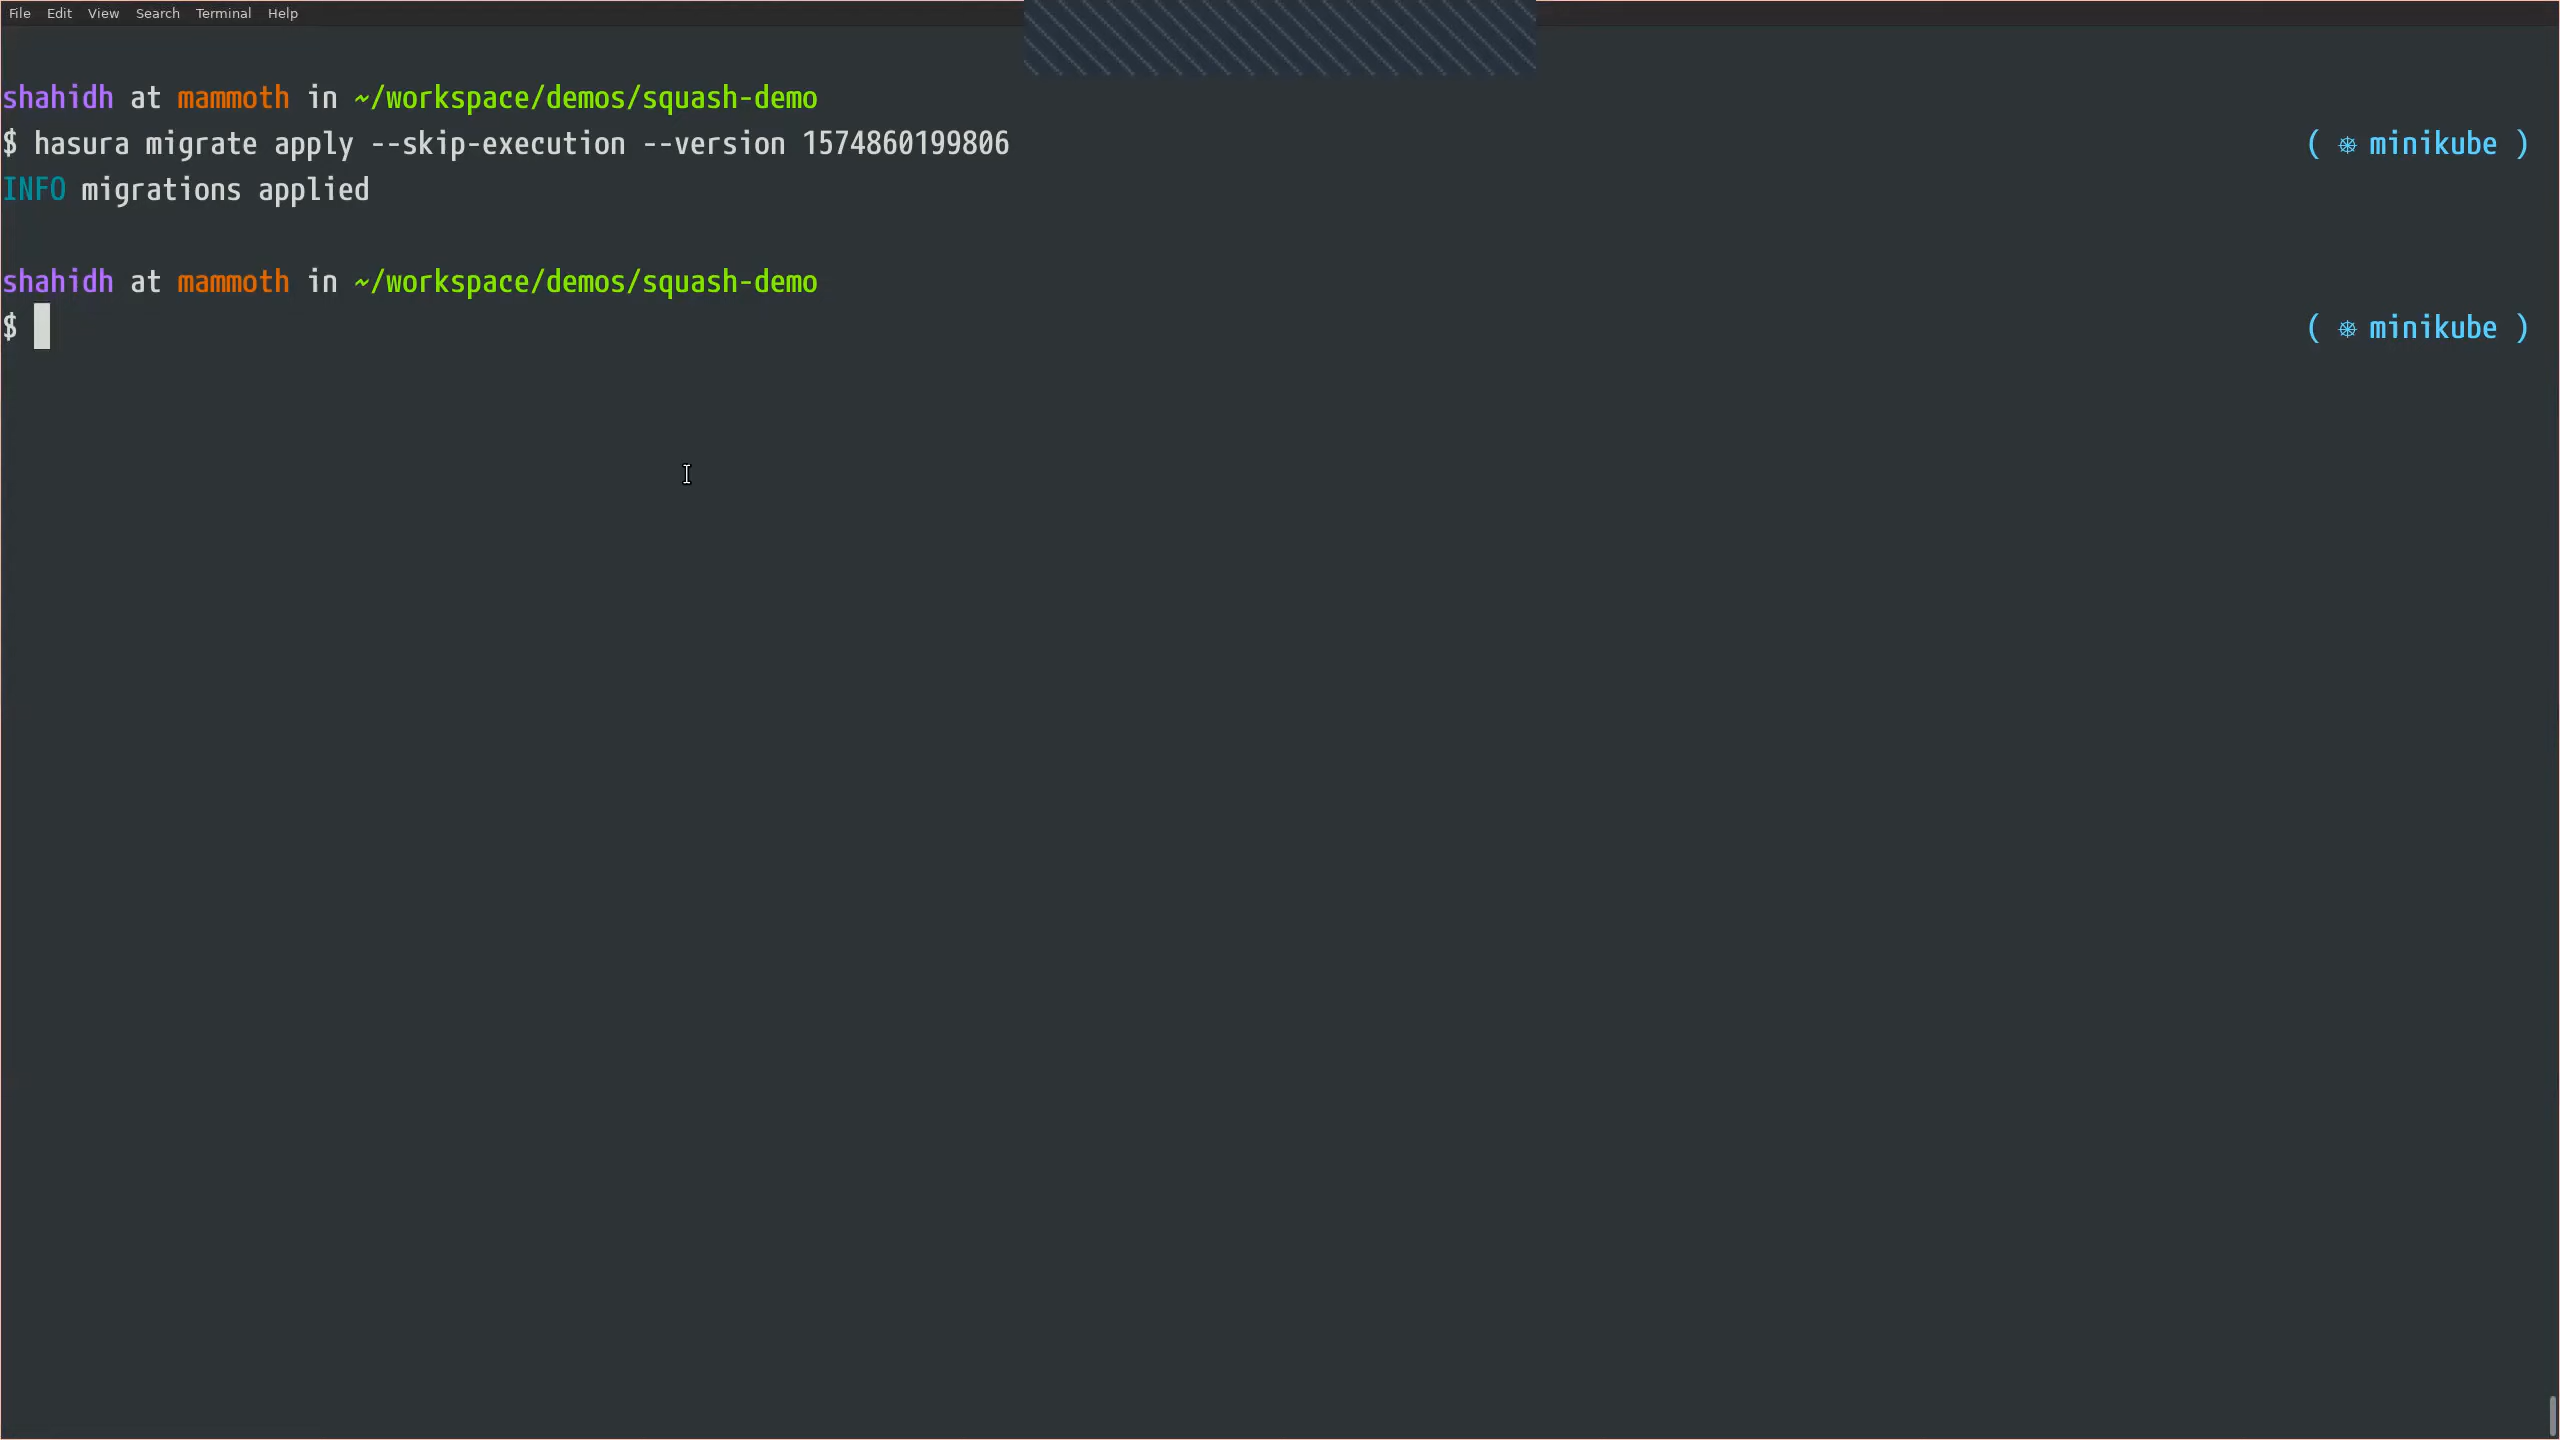 File Edit View Search Terminal Help
shahidh at mammoth in ~/workspace/demos/squash-demo
$ hasura migrate apply --skip-execution --version 1574860199806 ( ⎈ minikube )
INFO migrations applied
shahidh at mammoth in ~/workspace/demos/squash-demo
$ ( ⎈ minikube )